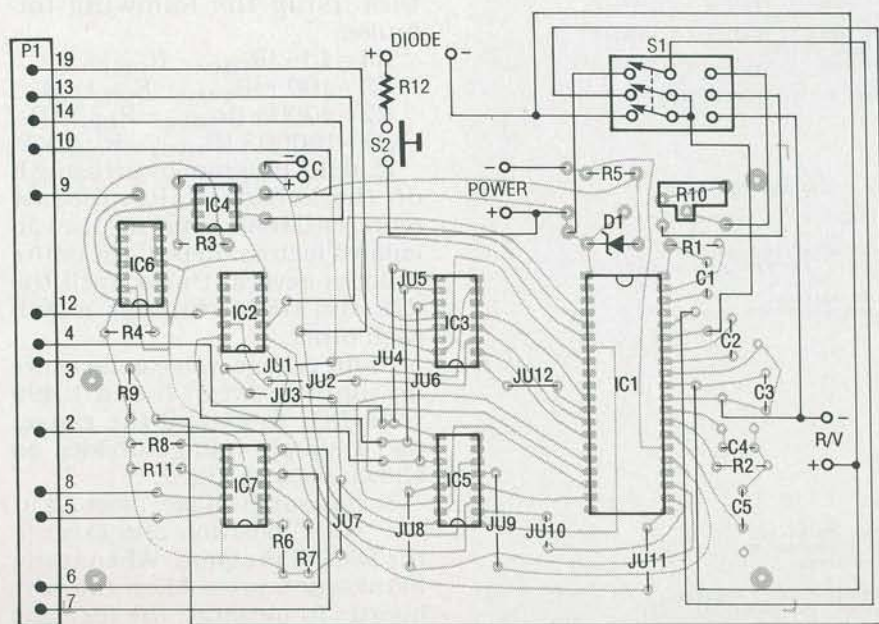 P1
19
13
14
10
9
12
4
3
2
8
5
6
7
+ DIODE -
R12
S2
S1
- C
+
IC4
R3
IC6
R4
IC2
- POWER
+
R5
D1
R10
R1
C1
C2
C3
C4
R2
C5
- R/V
+
JU1
JU2
JU3
JU4
JU5
JU6
IC3
JU12
IC1
R9
R8
R11
IC7
R6
R7
JU7
JU8
IC5
JU9
JU10
JU11